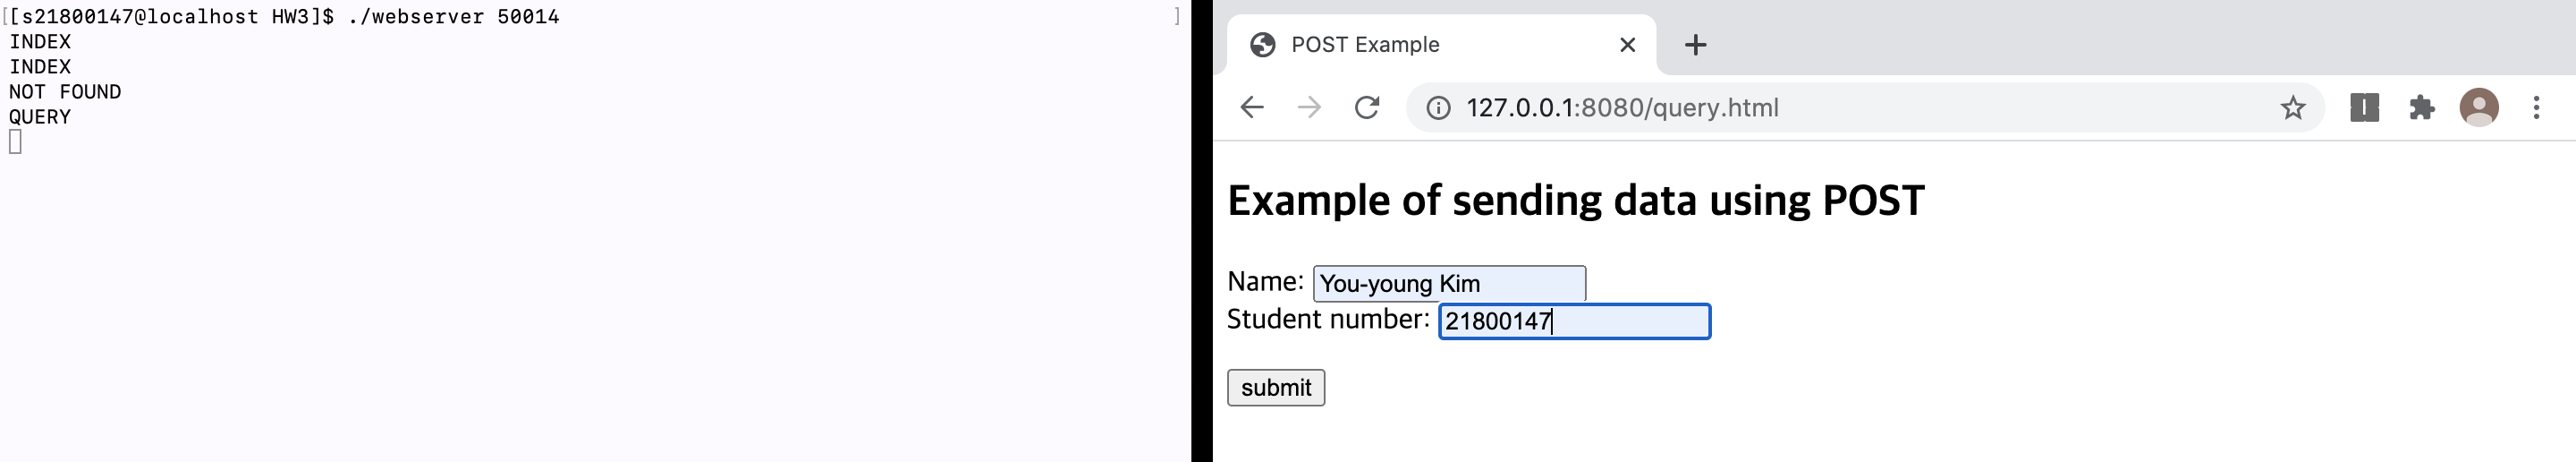 [[s21800147@localhost HW3]$ ./webserver 50014 ]
INDEX
INDEX
NOT FOUND
QUERY
POST Example
127.0.0.1:8080/query.html
Example of sending data using POST
Name: You-young Kim
Student number: 21800147
submit